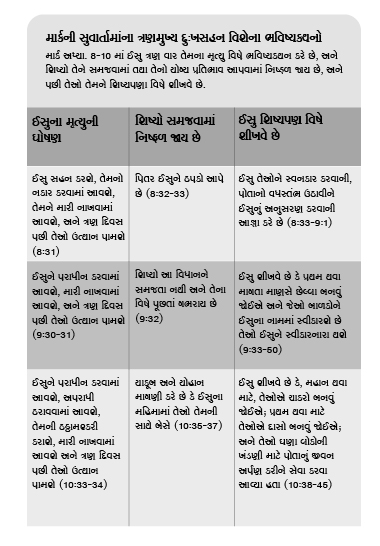 માર્કની સુવાર્તામાંના ત્રણમુખ્ય દુઃખસહન વિશેના ભવિષ્યકથનો
માર્ક અધ્યા. 8-10 માં ઈસુ ત્રણ વાર તેમના મૃત્યુ વિષે ભવિષ્યકથન કરે છે, અને
શિષ્યો તેને સમજવામાં તથા તેનો યોગ્ય પ્રતિભાવ આપવામાં નિષ્ફળ જાય છે, અને
પછી તેઓ તેમને શિષ્યપણા વિષે શીખવે છે.
ઈસુના મૃત્યુની
ઘોષણ
શિષ્યો સમજવામાં
નિષ્ફળ જાય છે
ઈસુ શિષ્યપણ વિષે
શીખવે છે
ઈસુ સહન કરશે, તેમનો
નકાર કરવામાં આવશે,
તેમને મારી નાખવામાં
આવશે, અને ત્રણ દિવસ
પછી તેઓ ઉત્થાન પામશે
(8:31)
પિતર ઈસુને ઠપકો આપે
છે (8:32-33)
ઈસુ તેઓને સ્વનકાર કરવાની,
પોતાનો વધસ્તંભ ઉઠાવીને
ઈસુનું અનુસરણ કરવાની
આજ્ઞા કરે છે (8:33-9:1)
ઈસુને પરાધીન કરવામાં
આવશે, મારી નાખવામાં
આવશે, અને ત્રણ દિવસ
પછી તેઓ ઉત્થાન પામશે
(9:30-31)
શિષ્યો આ વિધાનને
સમજતા નથી અને તેના
વિષે પૂછતાં ગભરાય છે
(9:32)
ઈસુ શીખવે છે કે પ્રથમ થવા
માગતા માણસે છેલ્લા બનવું
જોઈએ અને જેઓ બાળકોને
ઈસુના નામમાં સ્વીકારશે છે
તેઓ ઈસુને સ્વીકારનારા થશે
(9:33-50)
ઈસુને પરાધીન કરવામાં
આવશે, અપરાધી
ઠરાવવામાં આવશે,
તેમની ઠઠ્ઠામશ્કરી
કરાશે, મારી નાખવામાં
આવશે અને ત્રણ દિવસ
પછી તેઓ ઉત્થાન
પામશે (10:33-34)
યાકૂબ અને યોહાન
માંગણી કરે છે કે ઈસુના
મહિમામાં તેઓ તેમની
સાથે બેસે (10:35-37)
ઈસુ શીખવે છે કે, મહાન થવા
માટે, તેઓએ ચાકરો બનવું
જોઈએ; પ્રથમ થવા માટે
તેઓએ દાસો બનવું જોઈએ;
અને તેઓ ઘણા લોકોની
ખંડણી માટે પોતાનું જીવન
અર્પણ કરીને સેવા કરવા
આવ્યા હતા (10:38-45)